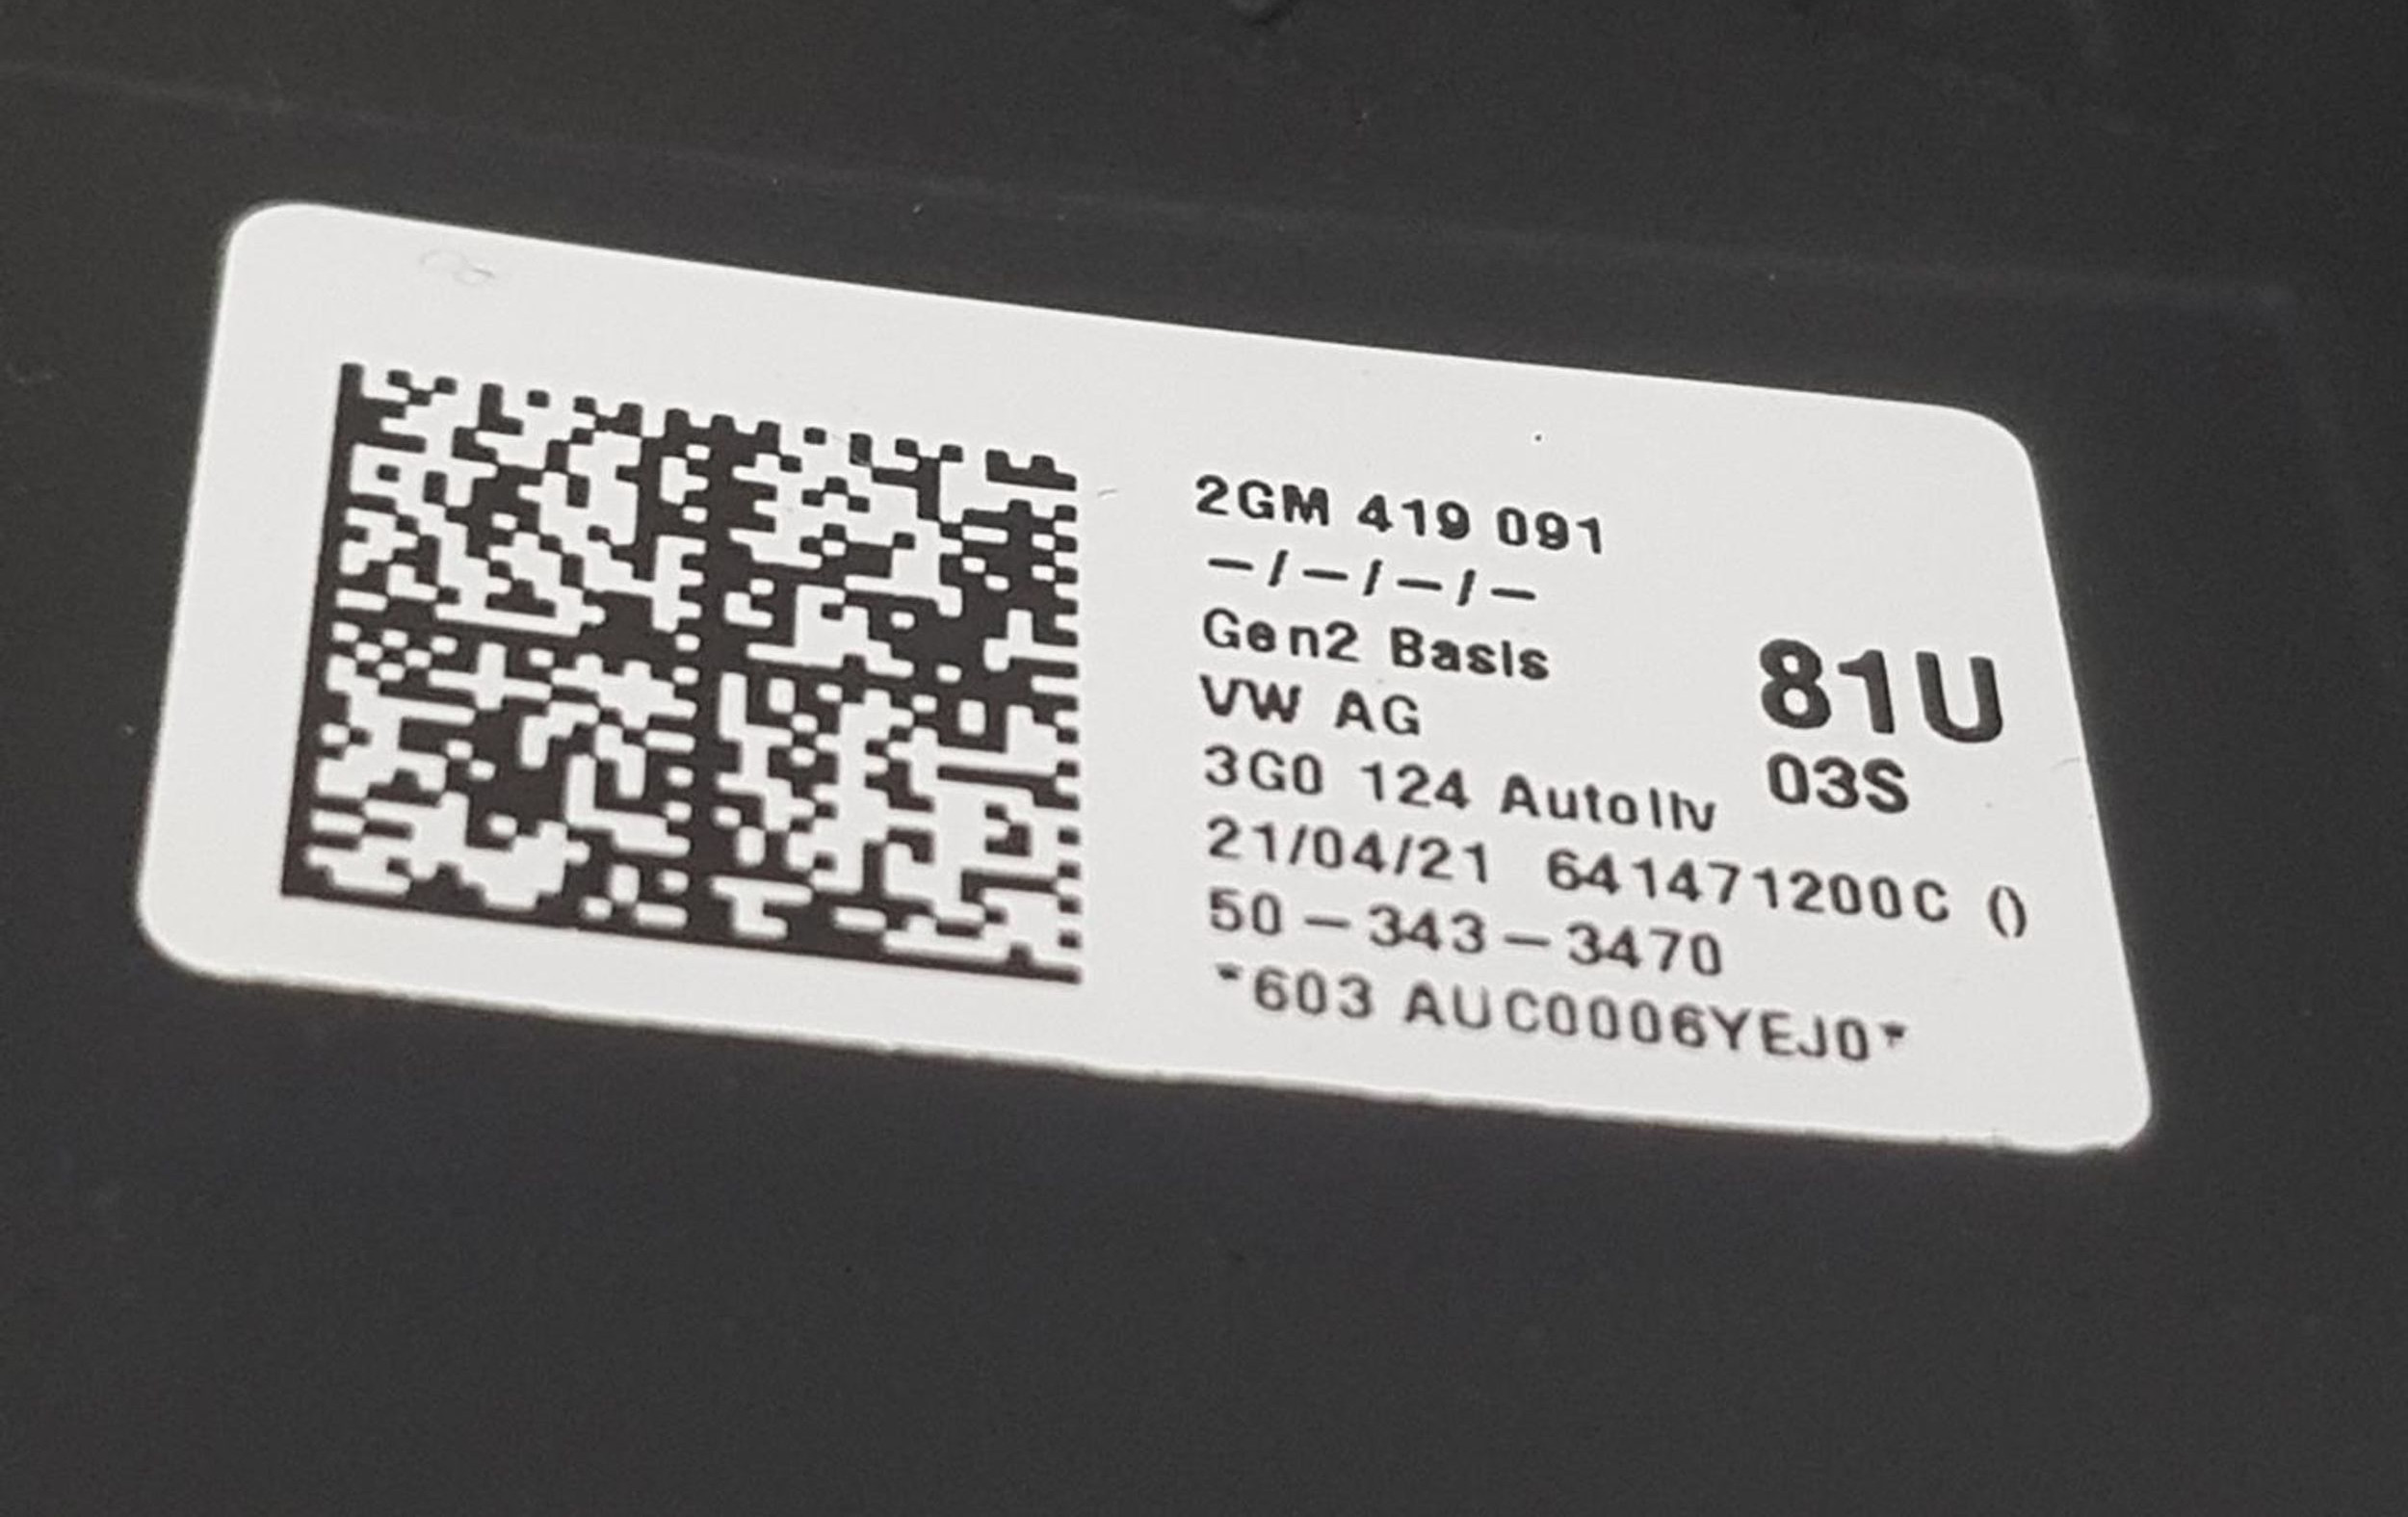 2GM 419 091
–/–/–/–
Gen2 Basis
VW AG
81U
3G0 124 Autoliv
03S
21/04/21 641471200C ()
50–343–3470
*603 AUC0006YEJ0*